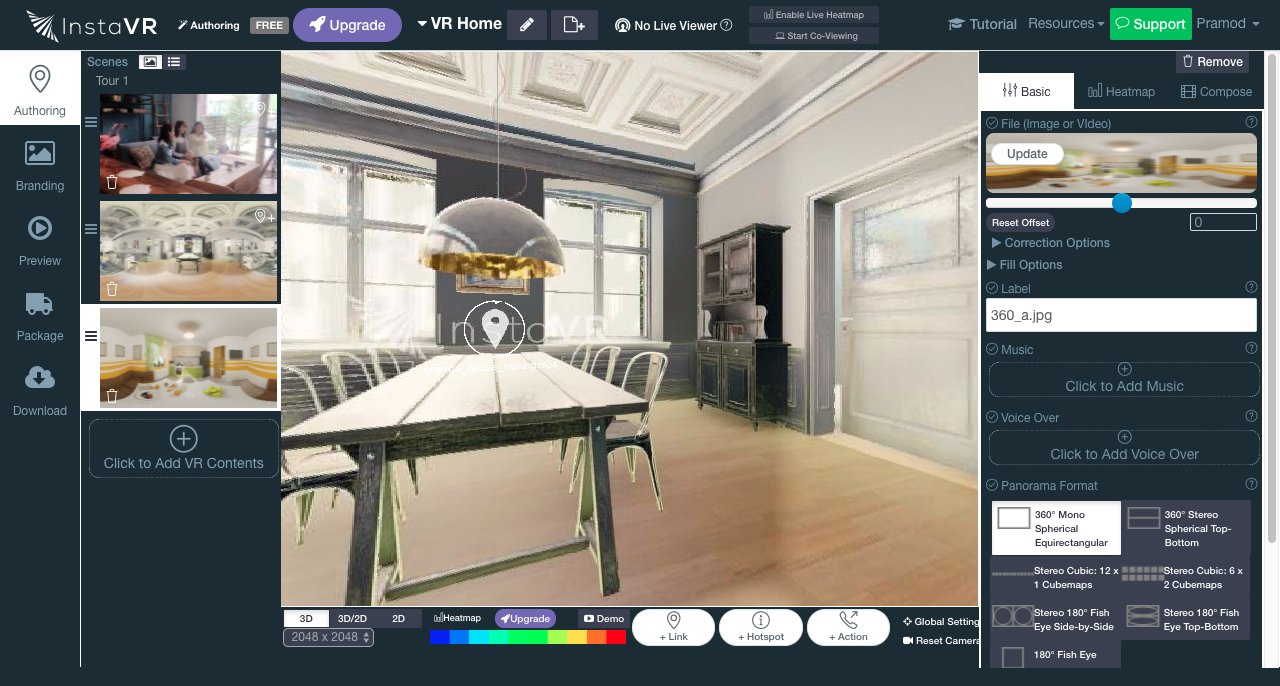 InstaVR
Authoring
FREE
Upgrade
VR Home
No Live Viewer
Enable Live Heatmap
Start Co-Viewing
Tutorial
Resources
Support
Pramod
Authoring
Branding
Preview
Package
Download
Scenes
Tour 1
Click to Add VR Contents
InstaVR
orange_house_making.mp4
3D
3D/2D
2D
2048 x 2048
Heatmap
Upgrade
Demo
+ Link
+ Hotspot
+ Action
Global Setting
Reset Camera
Remove
Basic
Heatmap
Compose
File (Image or VIdeo)
Update
Reset Offset
0
Correction Options
Fill Options
Label
360_a.jpg
Music
Click to Add Music
Voice Over
Click to Add Voice Over
Panorama Format
360° Mono
Spherical
Equirectangular
360° Stereo
Spherical Top-
Bottom
Stereo Cubic: 12 x
1 Cubemaps
Stereo Cubic: 6 x
2 Cubemaps
Stereo 180° Fish
Eye Side-by-Side
Stereo 180° Fish
Eye Top-Bottom
180° Fish Eye